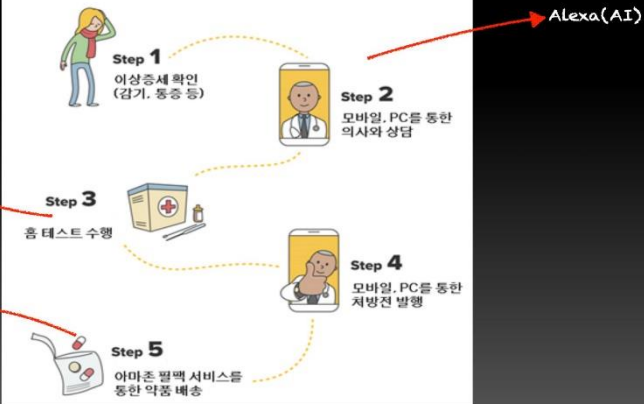 Alexa(AI)
Step 1
이상증세 확인
(감기, 통증 등)
Step 2
모바일, PC를 통한
의사와 상담
Step 3
홈 테스트 수행
Step 4
모바일, PC를 통한
처방전 발행
Step 5
아마존 필팩 서비스를
통한 약품 배송